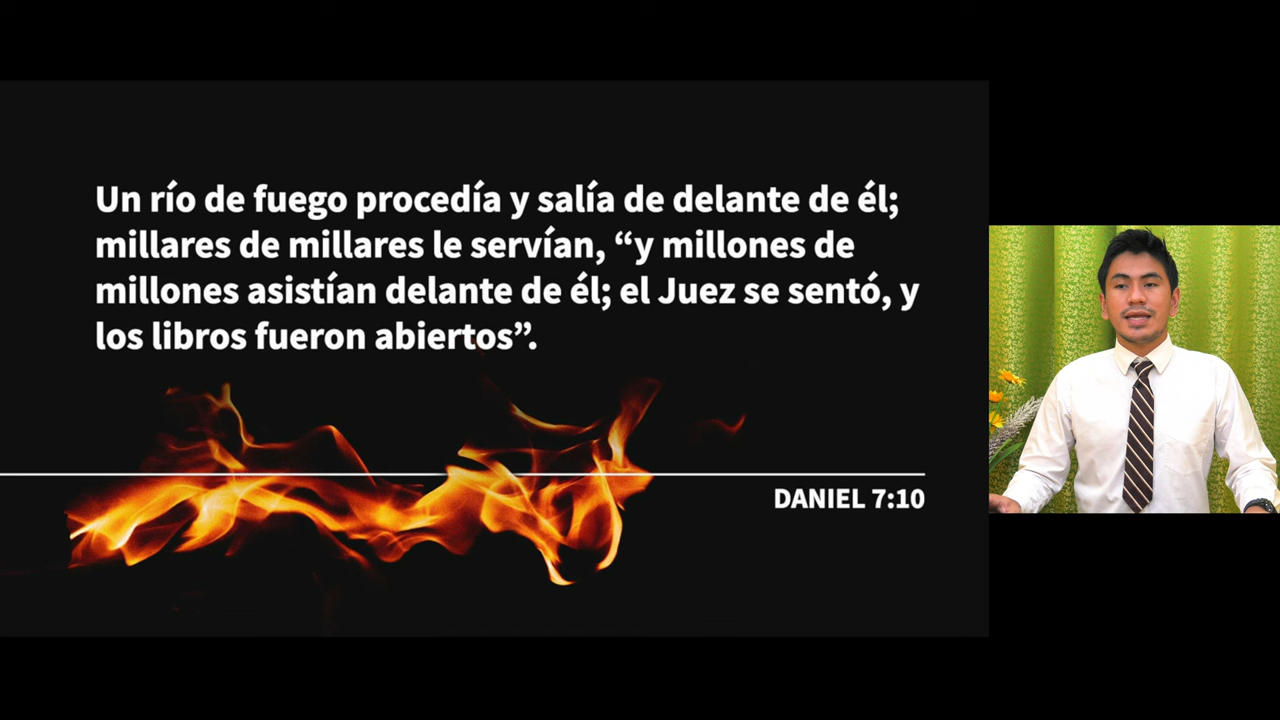 Un río de fuego procedía y salía de delante de él;
millares de millares le servían, “y millones de
millones asistían delante de él; el Juez se sentó, y
los libros fueron abiertos”.
DANIEL 7:10